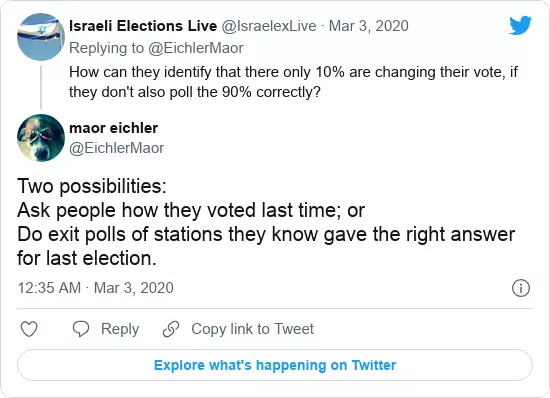 Israeli Elections Live @IsraelexLive · Mar 3, 2020
Replying to @EichlerMaor
How can they identify that there only 10% are changing their vote, if
they don't also poll the 90% correctly?
maor eichler
@EichlerMaor
Two possibilities:
Ask people how they voted last time; or
Do exit polls of stations they know gave the right answer
for last election.
12:35 AM · Mar 3, 2020
Reply
Copy link to Tweet
Explore what's happening on Twitter